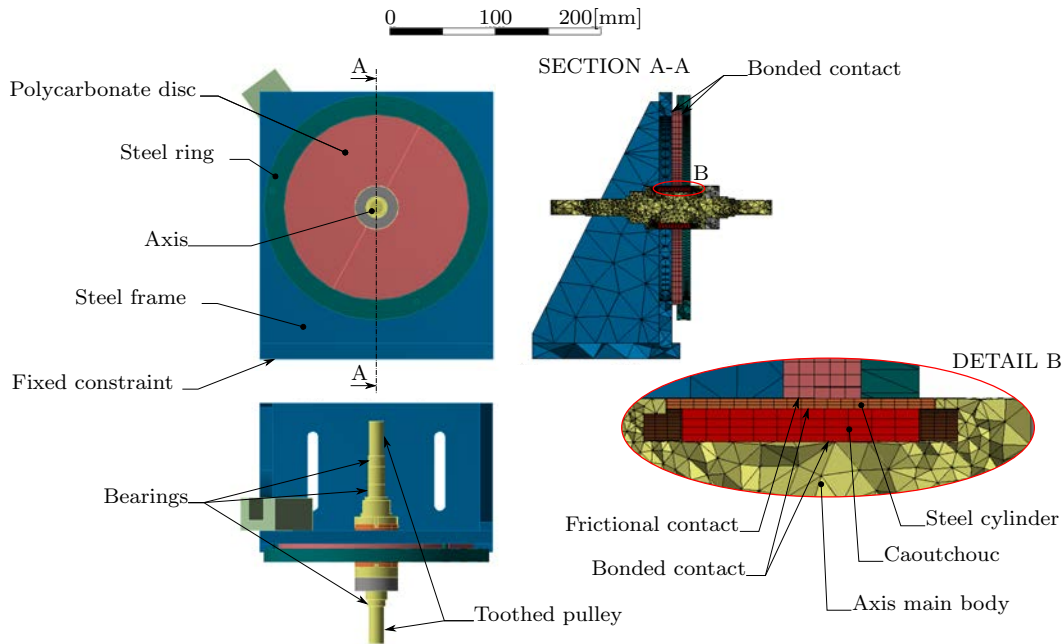 0 100 200[mm]
A
SECTION A-A
Bonded contact
Polycarbonate disc
Steel ring
B
Axis
Steel frame
Fixed constraint
A
DETAIL B
Bearings
Frictional contact
Steel cylinder
Caoutchouc
Bonded contact
Toothed pulley
Axis main body